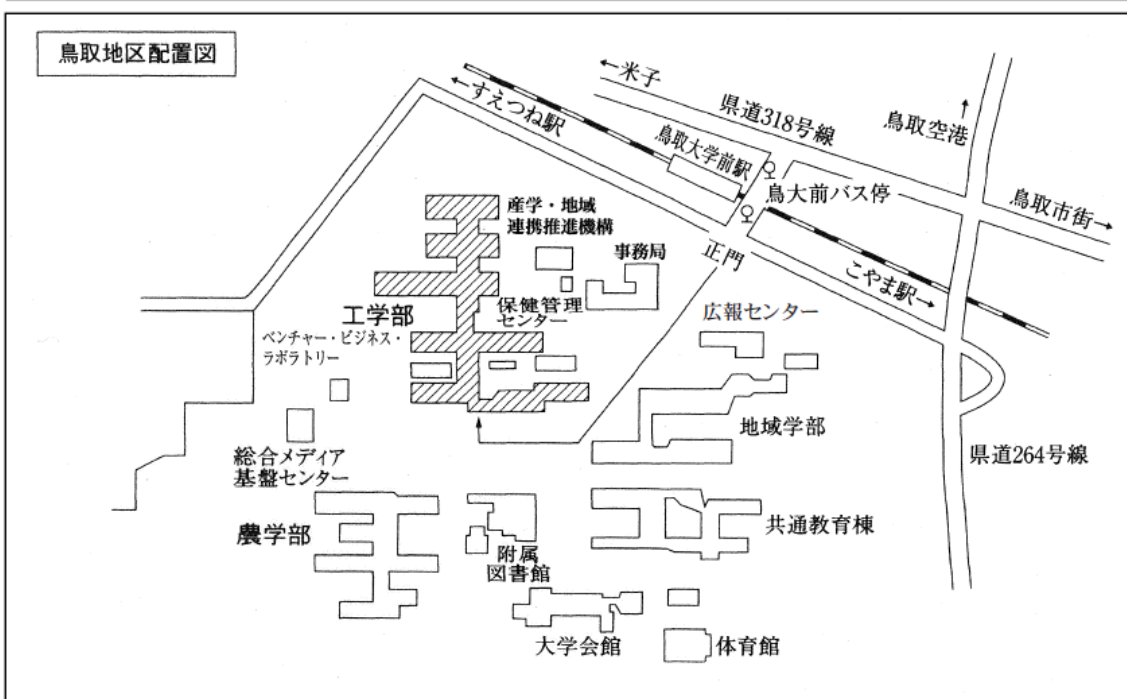 鳥取地区配置図
←米子
←すえつね駅
県道318号線
鳥取空港→
鳥取大学前駅
鳥大前バス停
鳥取市街→
産学・地域
連携推進機構
事務局
正門
こやま駅→
工学部
保健管理
センター
広報センター
ベンチャー・ビジネス・
ラボラトリー
地域学部
県道264号線
総合メディア
基盤センター
農学部
共通教育棟
附属
図書館
大学会館
体育館